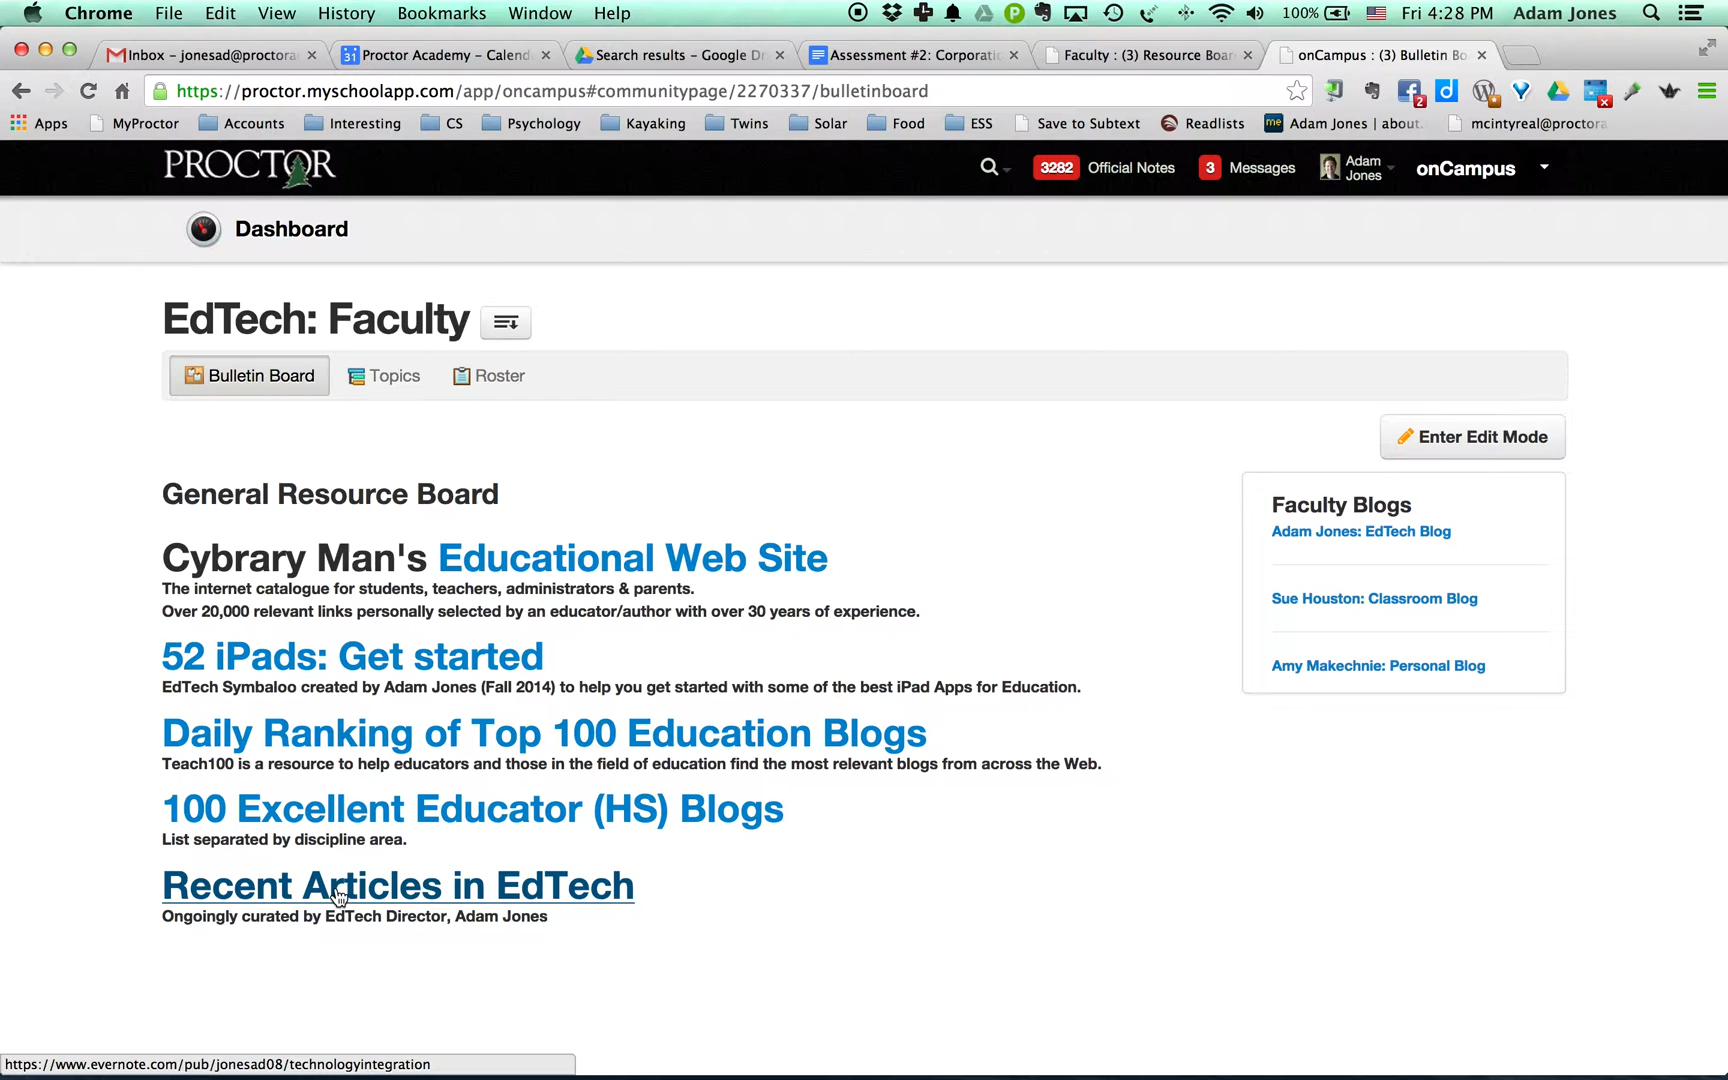 Chrome File Edit View History Bookmarks Window Help 100% Fri 4:28 PM Adam Jones
Inbox – jonesad@proctora
31 Proctor Academy – Calend
Search results – Google Dr
Assessment #2: Corporatio
Faculty : (3) Resource Boar
onCampus : (3) Bulletin Bo
https://proctor.myschoolapp.com/app/oncampus#communitypage/2270337/bulletinboard
Apps MyProctor Accounts Interesting CS Psychology Kayaking Twins Solar Food ESS Save to Subtext Readlists me Adam Jones | about. mcintyreal@proctora
PROCTOR
3282 Official Notes 3 Messages Adam Jones onCampus
Dashboard
EdTech: Faculty
Bulletin Board Topics Roster
Enter Edit Mode
General Resource Board
Cybrary Man's Educational Web Site
The internet catalogue for students, teachers, administrators & parents.
Over 20,000 relevant links personally selected by an educator/author with over 30 years of experience.
52 iPads: Get started
EdTech Symbaloo created by Adam Jones (Fall 2014) to help you get started with some of the best iPad Apps for Education.
Daily Ranking of Top 100 Education Blogs
Teach100 is a resource to help educators and those in the field of education find the most relevant blogs from across the Web.
100 Excellent Educator (HS) Blogs
List separated by discipline area.
Recent Articles in EdTech
Ongoingly curated by EdTech Director, Adam Jones
Faculty Blogs
Adam Jones: EdTech Blog
Sue Houston: Classroom Blog
Amy Makechnie: Personal Blog
https://www.evernote.com/pub/jonesad08/technologyintegration